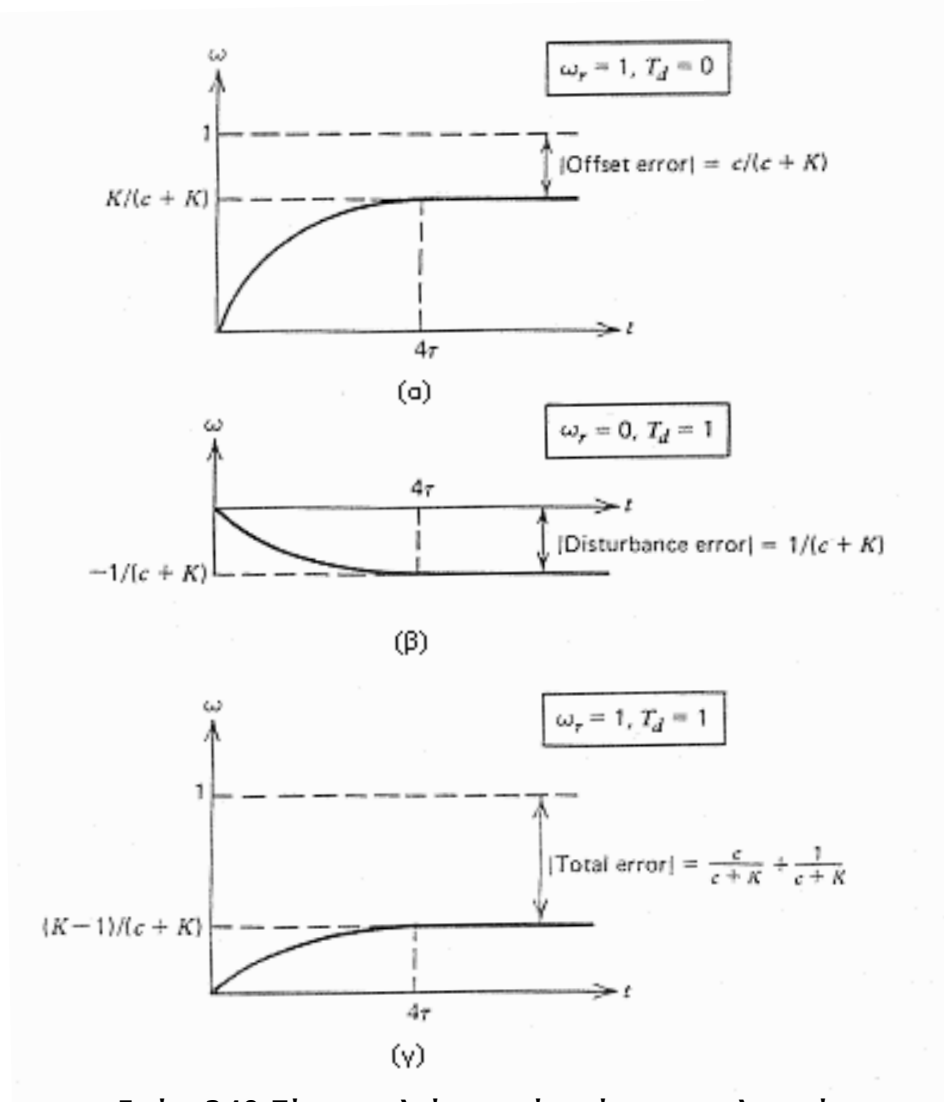 ω
ω_r = 1, T_d = 0
1
|Offset error| = c/(c + K)
K/(c + K)
t
4τ
(α)
ω
ω_r = 0, T_d = 1
4τ
t
|Disturbance error| = 1/(c + K)
−1/(c + K)
(β)
ω
ω_r = 1, T_d = 1
1
|Total error| = c/(c + K) + 1/(c + K)
(K − 1)/(c + K)
t
4τ
(γ)